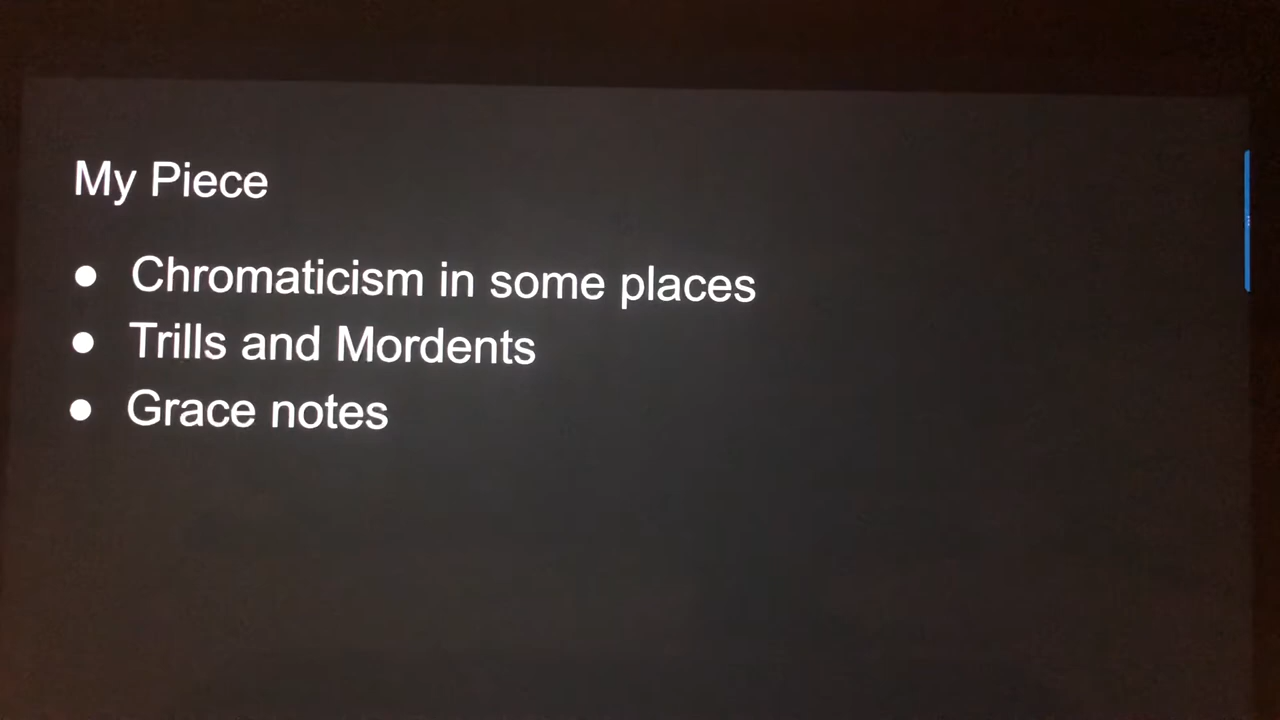 My Piece
● Chromaticism in some places
● Trills and Mordents
● Grace notes